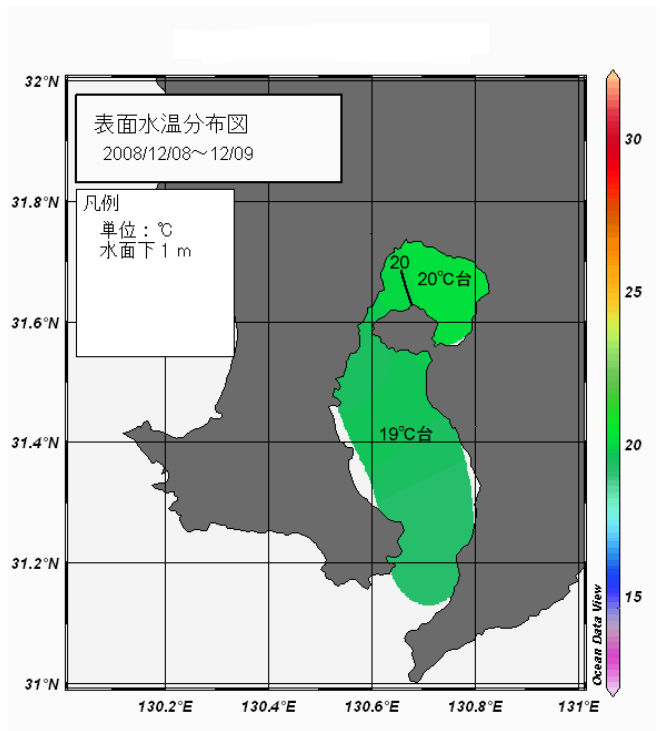 32°N
31.8°N
31.6°N
31.4°N
31.2°N
31°N
表面水温分布図
2008/12/08～12/09
凡例
単位：℃
水面下１ｍ
20
20℃台
19℃台
130.2°E
130.4°E
130.6°E
130.8°E
131°E
30
25
20
15
Ocean Data View